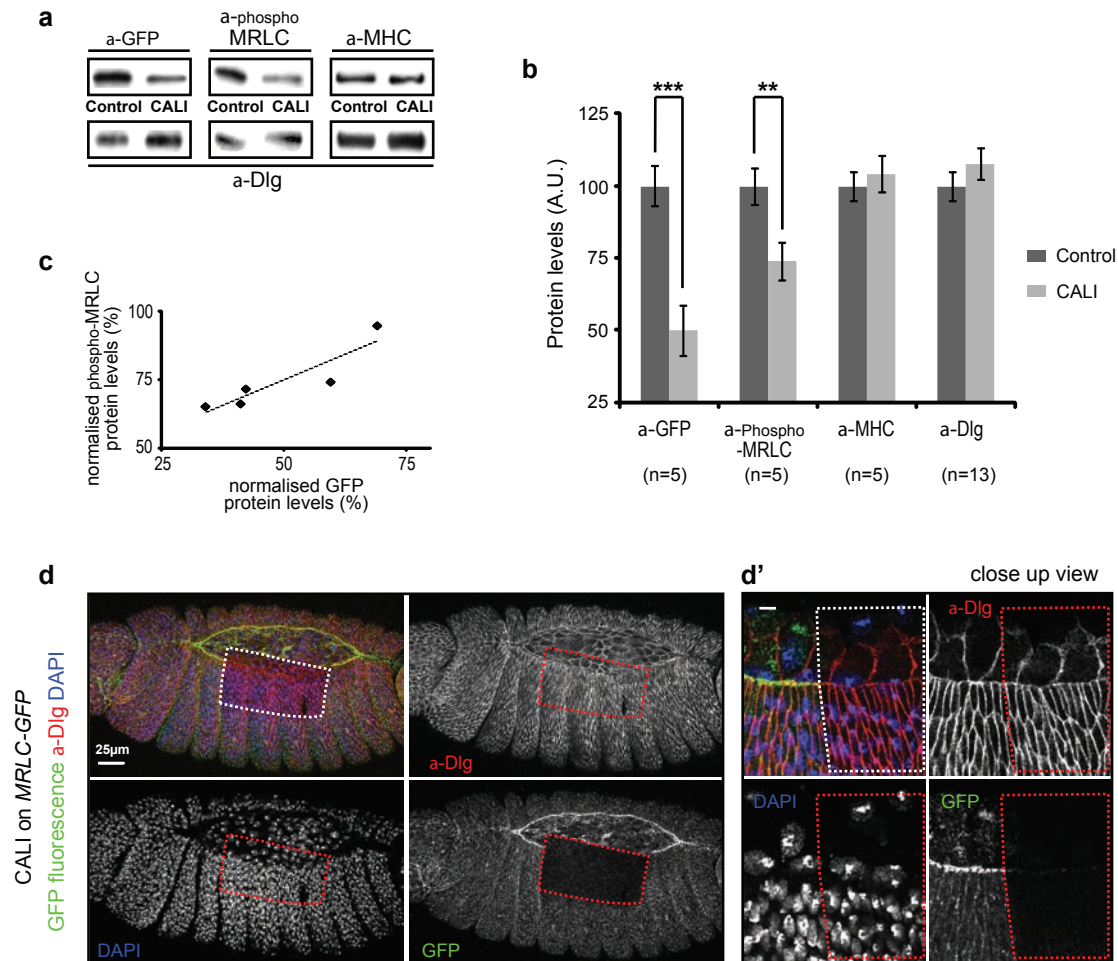 a
a-GFP
a-phospho
MRLC
a-MHC
Control CALI
Control CALI
Control CALI
a-Dlg
b
***
**
Protein levels (A.U.)
125
100
75
50
25
a-GFP
a-Phospho
-MRLC
a-MHC
a-Dlg
(n=5)
(n=5)
(n=5)
(n=13)
Control
CALI
c
normalised phospho-MRLC
protein levels (%)
100
75
50
25
50
75
normalised GFP
protein levels (%)
d
CALI on MRLC-GFP
GFP fluorescence a-Dlg DAPI
25µm
a-Dlg
DAPI
GFP
d'
close up view
a-Dlg
DAPI
GFP